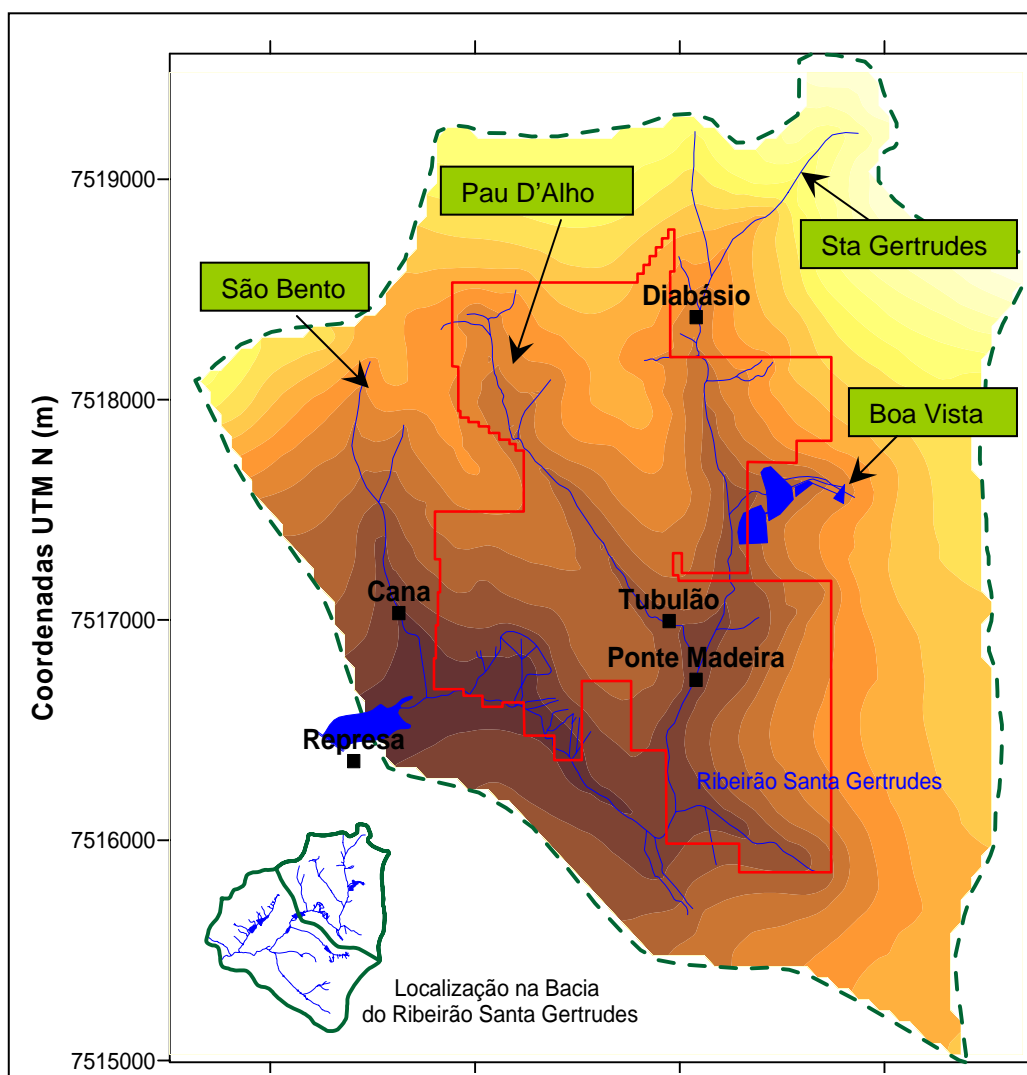 7519000
Pau D'Alho
Sta Gertrudes
São Bento
Diabásio
7518000
Boa Vista
Coordenadas UTM N (m)
Cana
Tubulão
7517000
Ponte Madeira
Represa
Ribeirão Santa Gertrudes
7516000
Localização na Bacia
do Ribeirão Santa Gertrudes
7515000